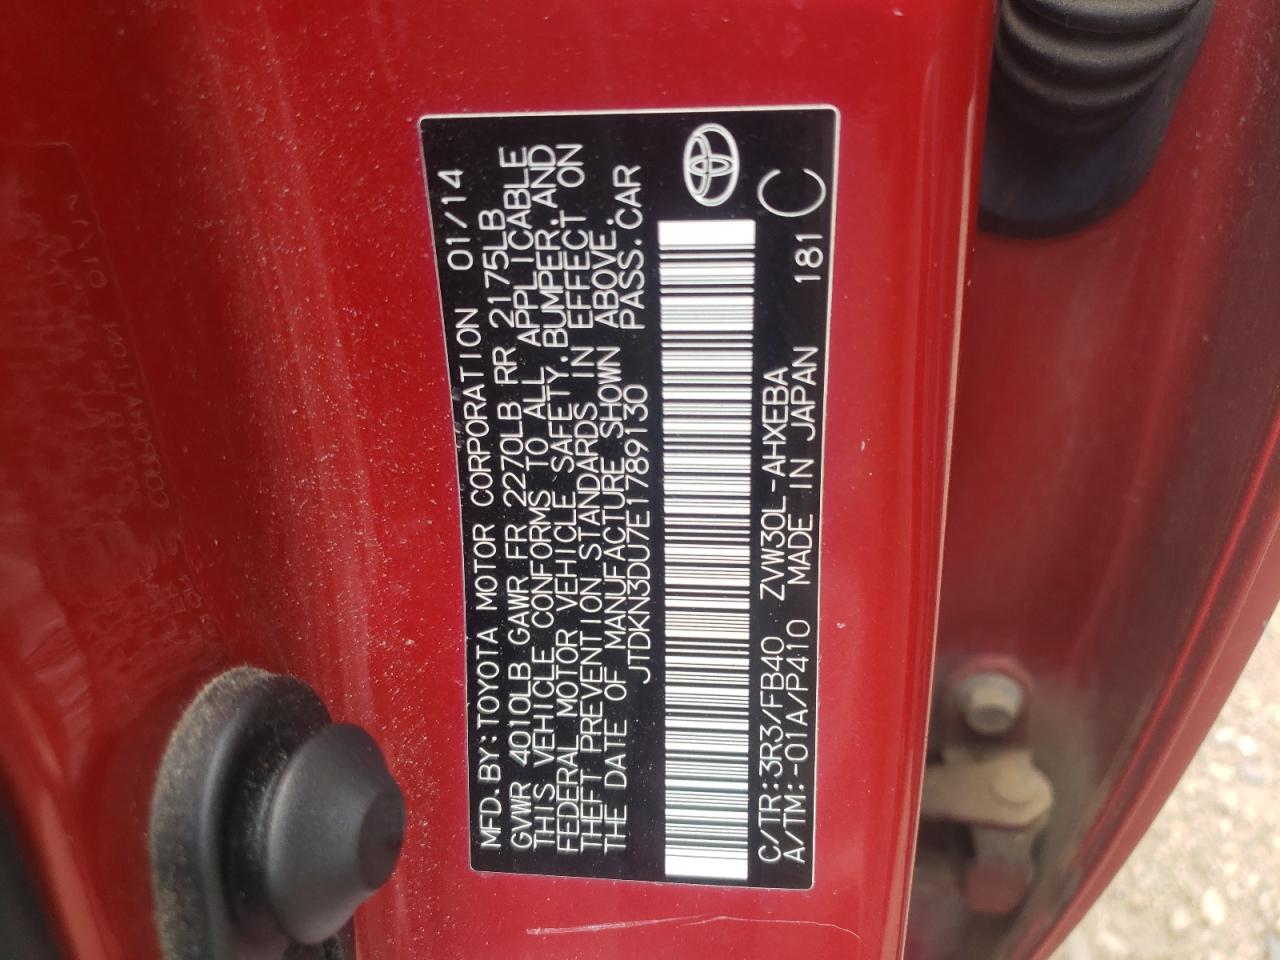 MFD.BY:TOYOTA MOTOR CORPORATION 01/14
GVWR 4010LB GAWR FR 2270LB RR 2175LB
THIS VEHICLE CONFORMS TO ALL APPLICABLE
FEDERAL MOTOR VEHICLE SAFETY,BUMPER,AND
THEFT PREVENTION STANDARDS IN EFFECT ON
THE DATE OF MANUFACTURE SHOWN ABOVE.
JTDKN3DU7E1789130 PASS.CAR
C/TR:3R3/FB40 ZVW30L-AHXEBA
A/TM:-01A/P410 MADE IN JAPAN 181 C